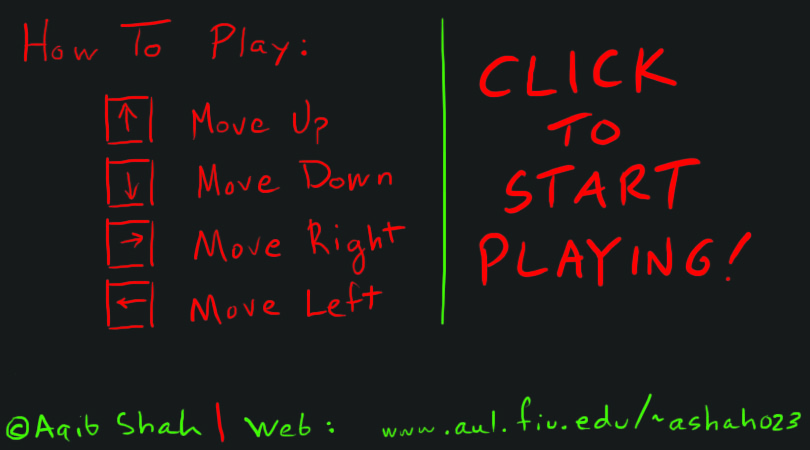 How To Play:
↑ Move Up
↓ Move Down
→ Move Right
← Move Left
CLICK
TO
START
PLAYING!
©Aqib Shah | Web: www.aul.fiu.edu/~ashah023